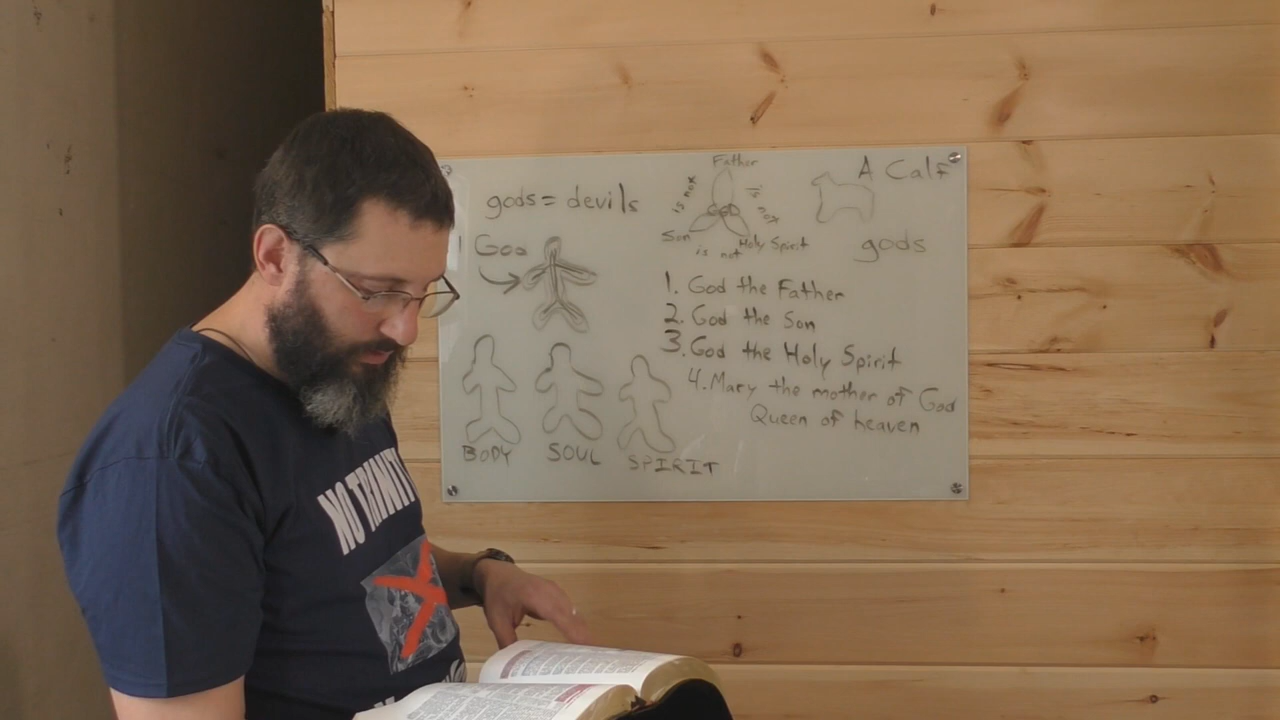 gods = devils
God
BODY SOUL SPIRIT
Father
is not
is not
GOD
Son
is not
Holy Spirit
A Calf
gods
1. God the Father
2. God the Son
3. God the Holy Spirit
4. Mary the mother of God
Queen of heaven
NO TRINITY